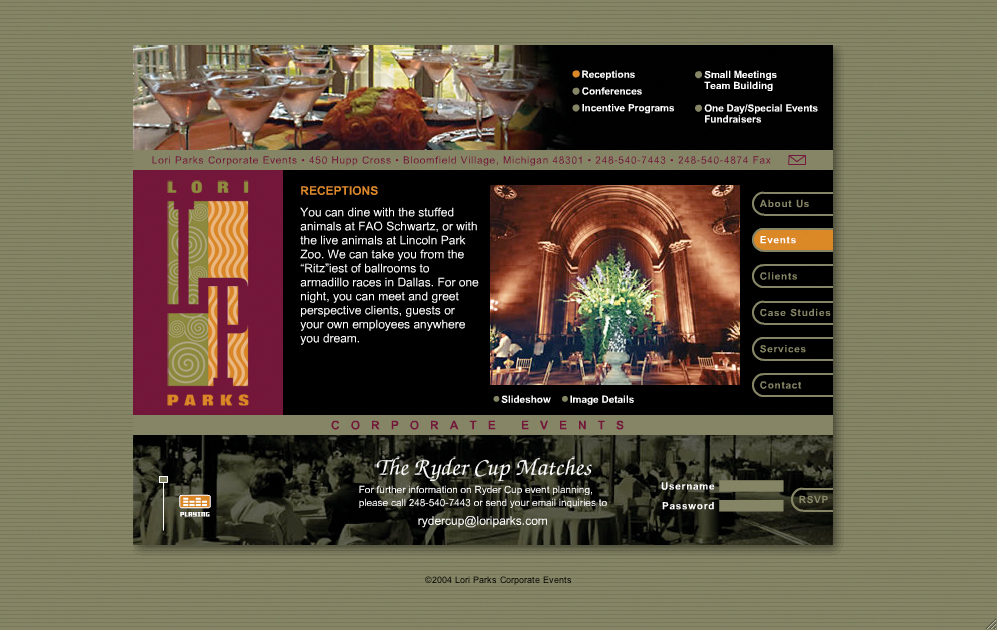 Receptions
Conferences
Incentive Programs
Small Meetings
Team Building
One Day/Special Events
Fundraisers
Lori Parks Corporate Events • 450 Hupp Cross • Bloomfield Village, Michigan 48301 • 248-540-7443 • 248-540-4874 Fax
LORI
LP
PARKS
RECEPTIONS
You can dine with the stuffed
animals at FAO Schwartz, or with
the live animals at Lincoln Park
Zoo. We can take you from the
“Ritz”iest of ballrooms to
armadillo races in Dallas. For one
night, you can meet and greet
perspective clients, guests or
your own employees anywhere
you dream.
Slideshow
Image Details
About Us
Events
Clients
Case Studies
Services
Contact
CORPORATE EVENTS
PLAYING
The Ryder Cup Matches
For further information on Ryder Cup event planning,
please call 248-540-7443 or send your email inquiries to
rydercup@loriparks.com
Username
Password
RSVP
©2004 Lori Parks Corporate Events